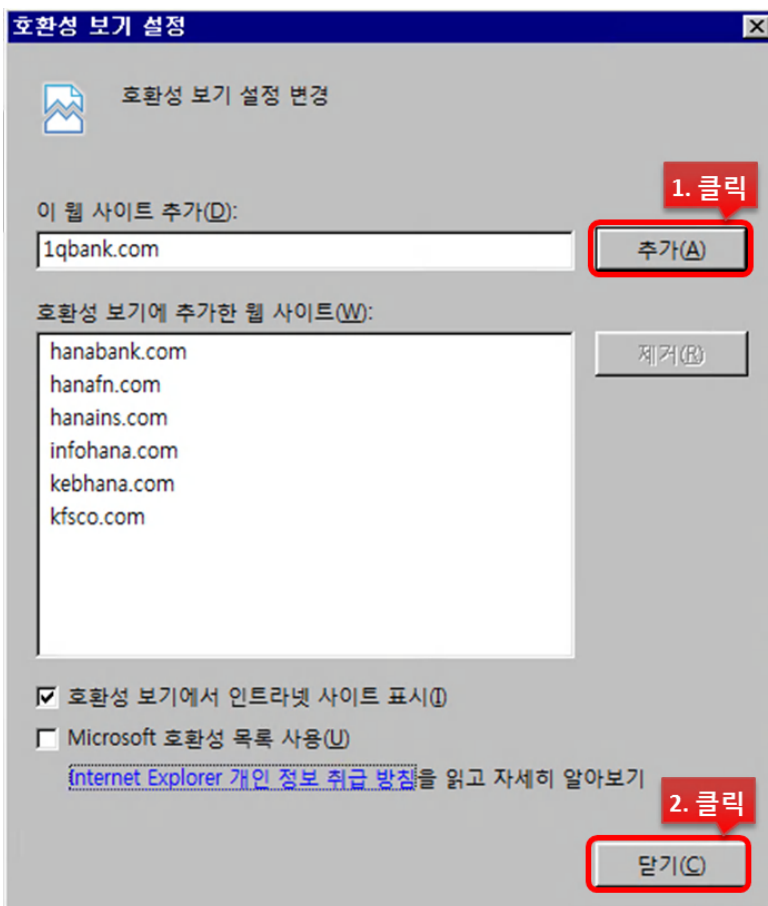 호환성 보기 설정
호환성 보기 설정 변경
1. 클릭
이 웹 사이트 추가(D):
1qbank.com
추가(A)
호환성 보기에 추가한 웹 사이트(W):
hanabank.com
제거(R)
hanafn.com
hanains.com
infohana.com
kebhana.com
kfsco.com
호환성 보기에서 인트라넷 사이트 표시(I)
Microsoft 호환성 목록 사용(U)
Internet Explorer 개인 정보 취급 방침을 읽고 자세히 알아보기
2. 클릭
닫기(C)